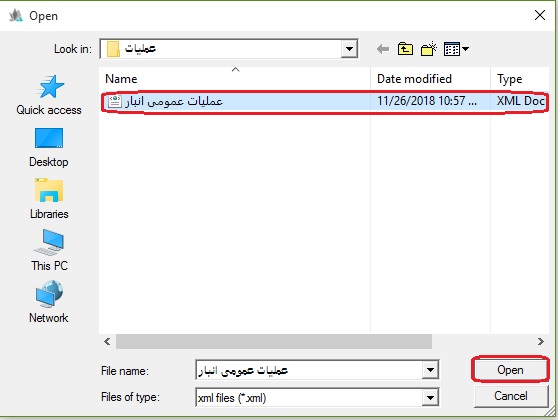 Open
Look in:
عملیات
Name
Date modified
Type
عملیات عمومی انبار
11/26/2018 10:57 ...
XML Doc
Quick access
Desktop
Libraries
This PC
Network
File name:
عملیات عمومی انبار
Open
Files of type:
xml files (*.xml)
Cancel